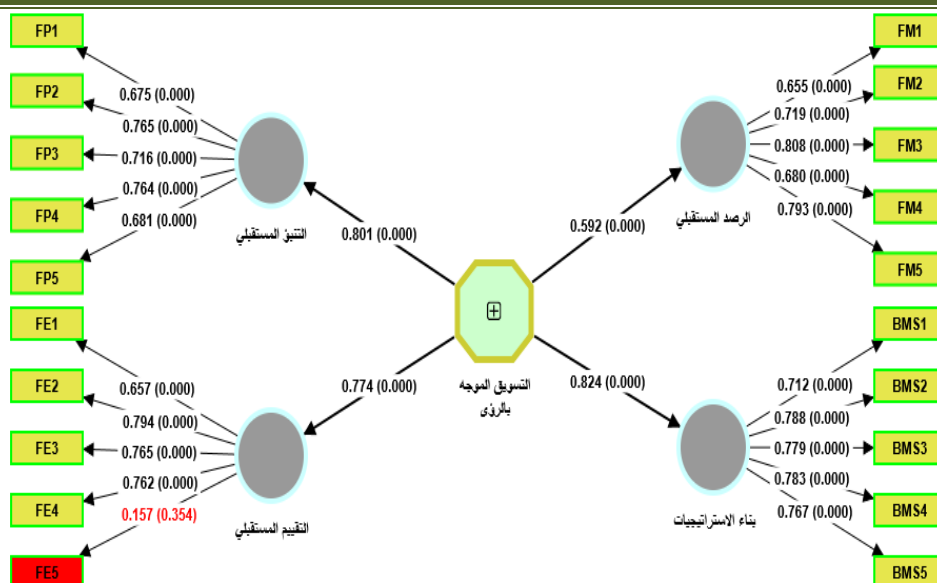 FP1
FP2
FP3
FP4
FP5
0.675 (0.000)
0.765 (0.000)
0.716 (0.000)
0.764 (0.000)
0.681 (0.000)
التنبؤ المستقبلي
0.801 (0.000)
FM1
FM2
FM3
FM4
FM5
0.655 (0.000)
0.719 (0.000)
0.808 (0.000)
0.680 (0.000)
0.793 (0.000)
الرصد المستقبلي
0.592 (0.000)
التسويق الموجه
بالرؤى
FE1
FE2
FE3
FE4
FE5
0.657 (0.000)
0.794 (0.000)
0.765 (0.000)
0.762 (0.000)
0.157 (0.354)
التقييم المستقبلي
0.774 (0.000)
BMS1
BMS2
BMS3
BMS4
BMS5
0.712 (0.000)
0.788 (0.000)
0.779 (0.000)
0.783 (0.000)
0.767 (0.000)
بناء الاستراتيجيات
0.824 (0.000)